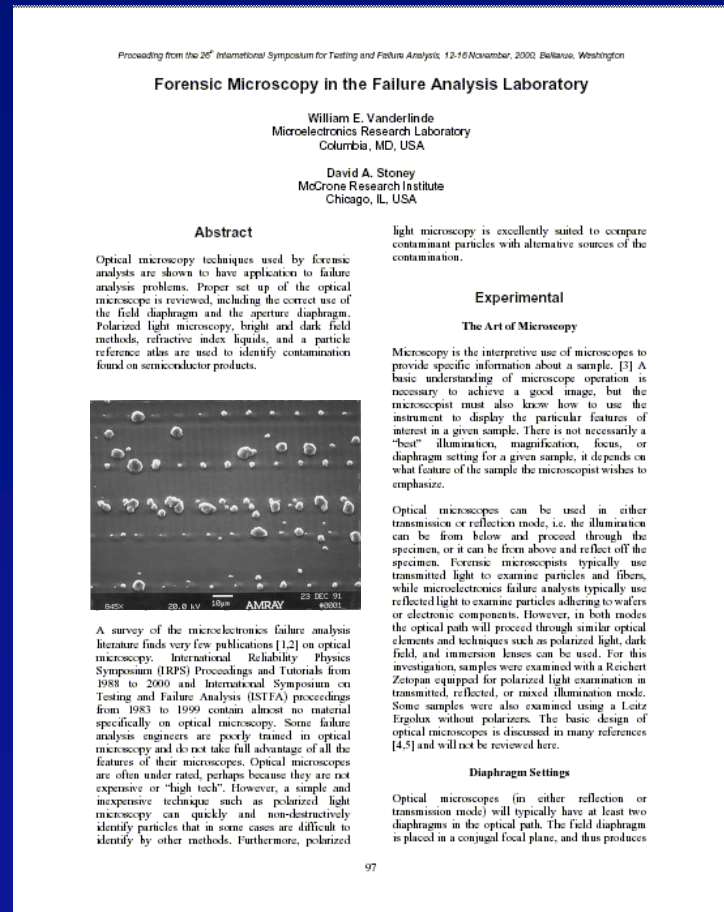 Proceeding from the 26th International Symposium for Testing and Failure Analysis, 12-16 November, 2000, Bellevue, Washington
Forensic Microscopy in the Failure Analysis Laboratory
William E. Vanderlinde
Microelectronics Research Laboratory
Columbia, MD, USA
David A. Stoney
McCrone Research Institute
Chicago, IL, USA
Abstract
Optical microscopy techniques used by forensic
analysts are shown to have application to failure
analysis problems. Proper set up of the optical
microscope is reviewed, including the correct use of
the field diaphragm and the aperture diaphragm.
Polarized light microscopy, bright and dark field
methods, refractive index liquids, and a particle
reference atlas are used to identify contamination
found on semiconductor products.
845X
20.0 kV
10µm
AMRAY
23 DEC 91
#0001
A survey of the microelectronics failure analysis
literature finds very few publications [1,2] on optical
microscopy. International Reliability Physics
Symposium (IRPS) Proceedings and Tutorials from
1988 to 2000 and International Symposium on
Testing and Failure Analysis (ISTFA) proceedings
from 1983 to 1999 contain almost no material
specifically on optical microscopy. Some failure
analysis engineers are poorly trained in optical
microscopy and do not take full advantage of all the
features of their microscopes. Optical microscopes
are often under rated, perhaps because they are not
expensive or "high tech". However, a simple and
inexpensive technique such as polarized light
microscopy can quickly and non-destructively
identify particles that in some cases are difficult to
identify by other methods. Furthermore, polarized
light microscopy is excellently suited to compare
contaminant particles with alternative sources of the
contamination.
Experimental
The Art of Microscopy
Microscopy is the interpretive use of microscopes to
provide specific information about a sample. [3] A
basic understanding of microscope operation is
necessary to achieve a good image, but the
microscopist must also know how to use the
instrument to display the particular features of
interest in a given sample. There is not necessarily a
"best" illumination, magnification, focus, or
diaphragm setting for a given sample, it depends on
what feature of the sample the microscopist wishes to
emphasize.
Optical microscopes can be used in either
transmission or reflection mode, i.e. the illumination
can be from below and proceed through the
specimen, or it can be from above and reflect off the
specimen. Forensic microscopists typically use
transmitted light to examine particles and fibers,
while microelectronics failure analysts typically use
reflected light to examine particles adhering to wafers
or electronic components. However, in both modes
the optical path will proceed through similar optical
elements and techniques such as polarized light, dark
field, and immersion lenses can be used. For this
investigation, samples were examined with a Reichert
Zetopan equipped for polarized light examination in
transmitted, reflected, or mixed illumination mode.
Some samples were also examined using a Leitz
Ergolux without polarizers. The basic design of
optical microscopes is discussed in many references
[4,5] and will not be reviewed here.
Diaphragm Settings
Optical microscopes (in either reflection or
transmission mode) will typically have at least two
diaphragms in the optical path. The field diaphragm
is placed in a conjugal focal plane, and thus produces
97